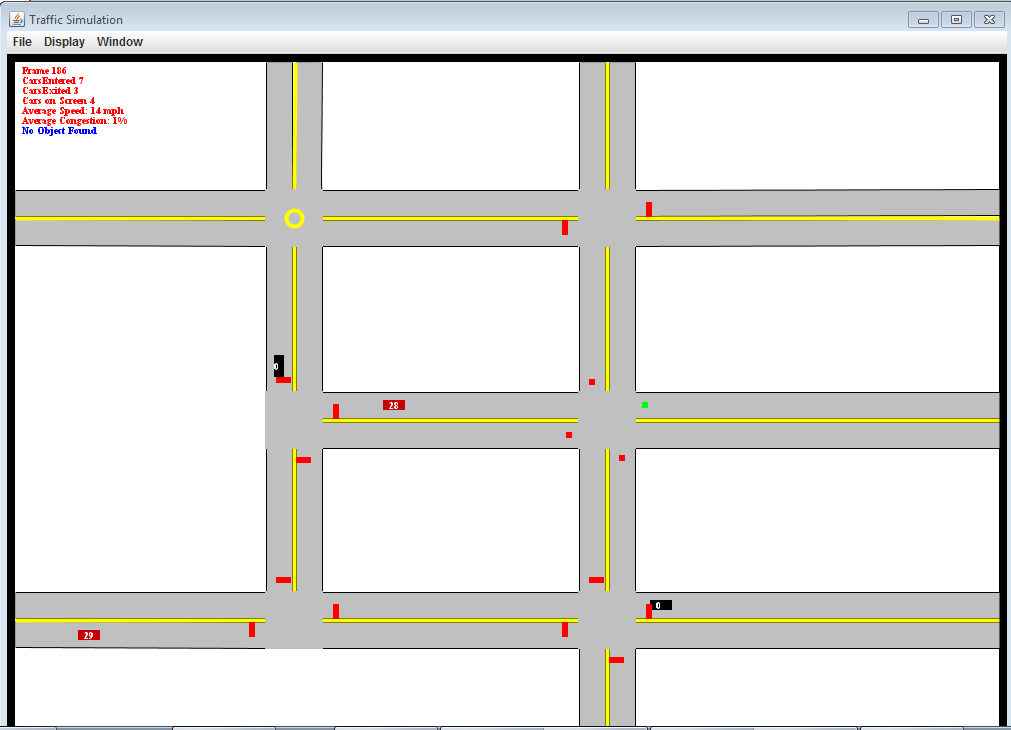 Traffic Simulation
File Display Window
Frame 186
CarsEntered 7
CarsExited 3
Cars on Screen 4
Average Speed: 14 mph
Average Congestion: 1%
No Object Found
0
28
0
29